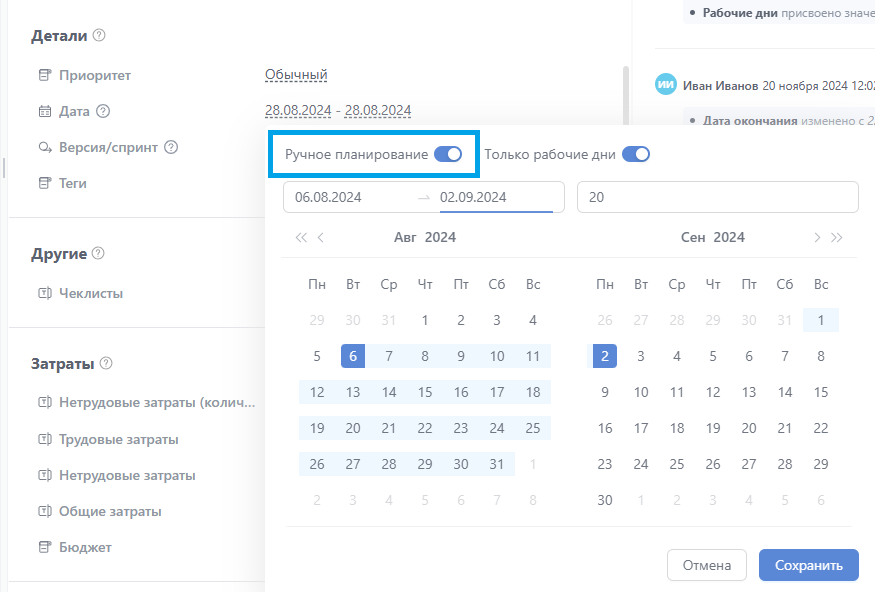 Детали
Приоритет
Обычный
Дата
28.08.2024 - 28.08.2024
Версия/спринт
Теги
Другие
Чеклисты
Затраты
Нетрудовые затраты (колич...
Трудовые затраты
Нетрудовые затраты
Общие затраты
Бюджет
• Рабочие дни присвоено значе
ИИ Иван Иванов 20 ноября 2024 12:02
• Дата окончания изменено с 2
Ручное планирование Только рабочие дни
06.08.2024 → 02.09.2024 20
Авг 2024
Пн Вт Ср Чт Пт Сб Вс
29 30 31 1 2 3 4
5 6 7 8 9 10 11
12 13 14 15 16 17 18
19 20 21 22 23 24 25
26 27 28 29 30 31 1
2 3 4 5 6 7 8
Сен 2024
Пн Вт Ср Чт Пт Сб Вс
26 27 28 29 30 31 1
2 3 4 5 6 7 8
9 10 11 12 13 14 15
16 17 18 19 20 21 22
23 24 25 26 27 28 29
30 1 2 3 4 5 6
Отмена Сохранить